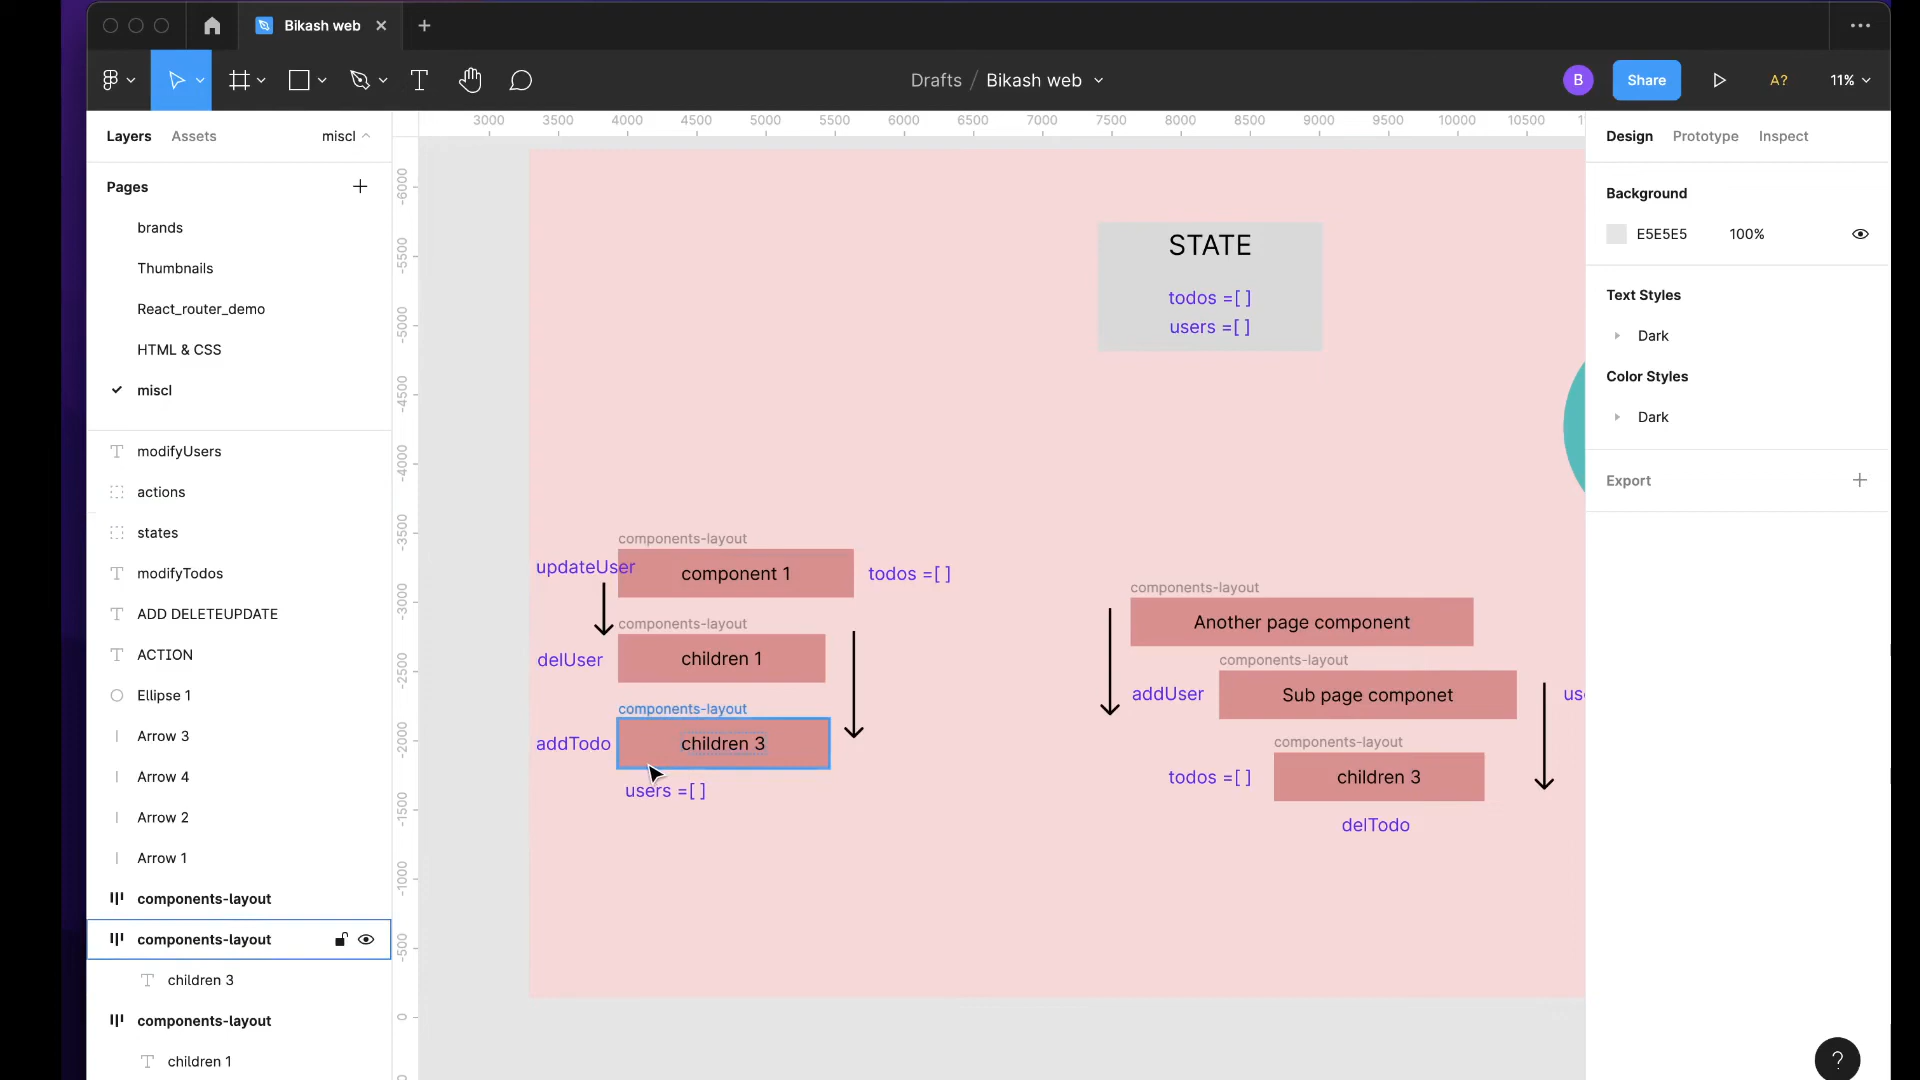 Bikash web
Drafts / Bikash web
B
Share
A?
11%
Layers
Assets
miscl
Pages
brands
Thumbnails
React_router_demo
HTML & CSS
miscl
modifyUsers
actions
states
modifyTodos
ADD DELETEUPDATE
ACTION
Ellipse 1
Arrow 3
Arrow 4
Arrow 2
Arrow 1
components-layout
components-layout
children 3
components-layout
children 1
3000 3500 4000 4500 5000 5500 6000 6500 7000 7500 8000 8500 9000 9500 10000 10500
-6000
-5500
-5000
-4500
-4000
-3500
-3000
-2500
-2000
-1500
-1000
-500
0
STATE
todos =[ ]
users =[ ]
components-layout
updateUser
component 1
todos =[ ]
components-layout
delUser
children 1
components-layout
addTodo
children 3
users =[ ]
components-layout
Another page component
components-layout
addUser
Sub page componet
components-layout
todos =[ ]
children 3
delTodo
Design
Prototype
Inspect
Background
E5E5E5
100%
Text Styles
Dark
Color Styles
Dark
Export
?